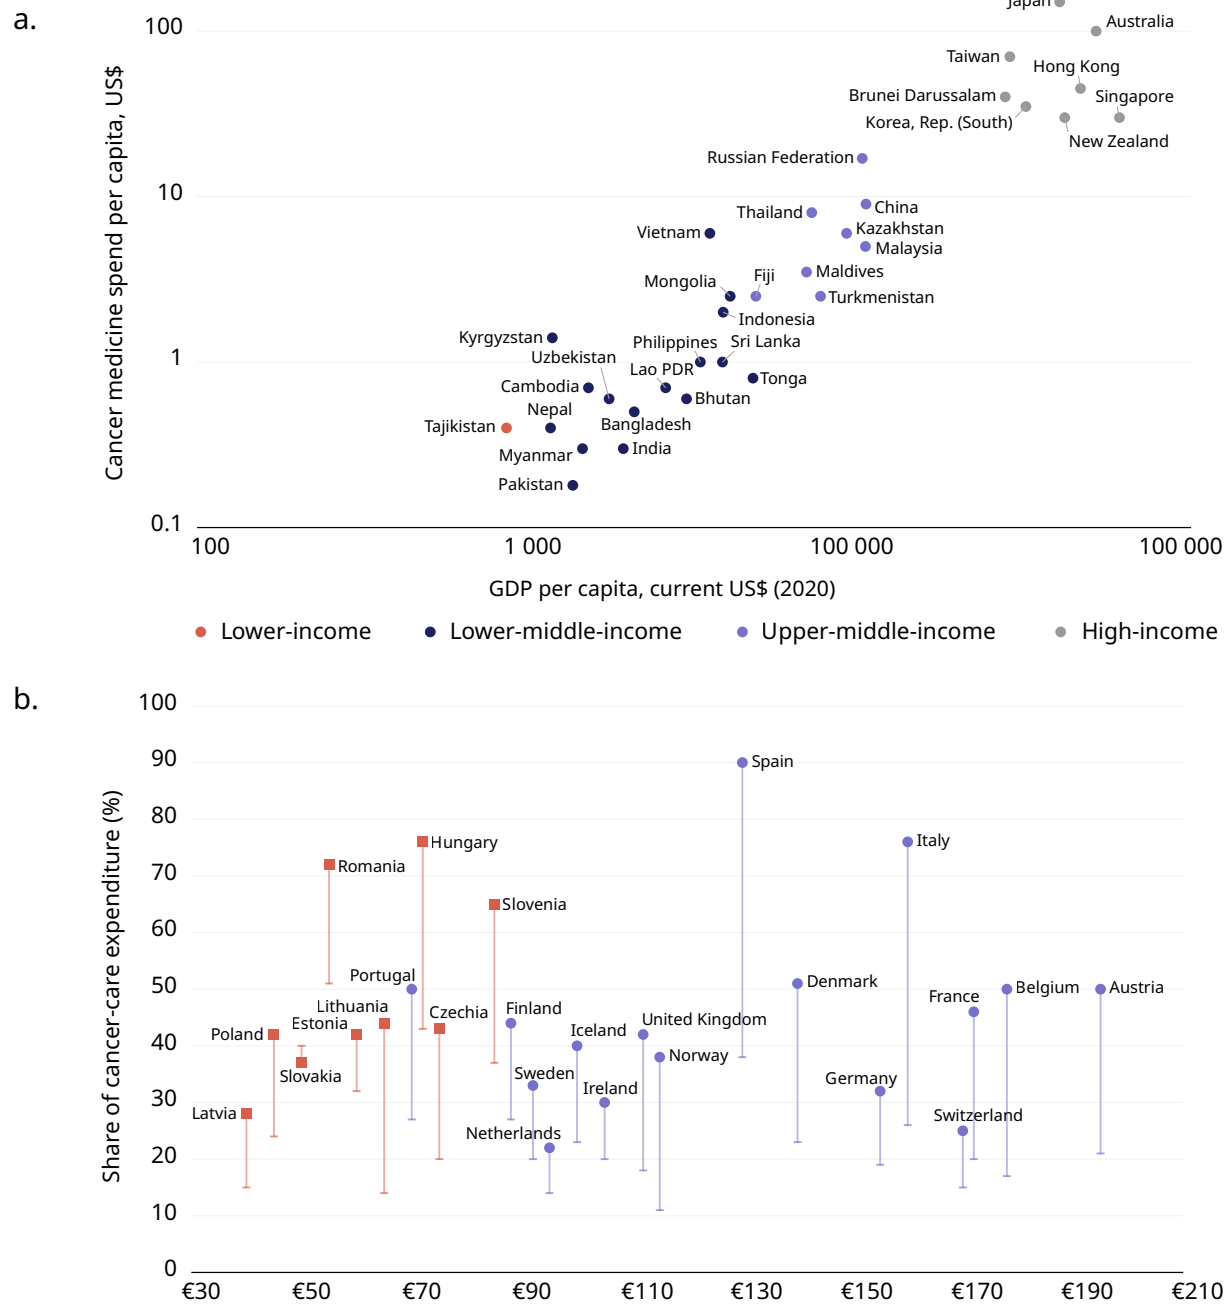 a.
Japan
100
Australia
Taiwan
Hong Kong
Brunei Darussalam
Singapore
Korea, Rep. (South)
New Zealand
Cancer medicine spend per capita, US$
Russian Federation
10
Thailand
China
Vietnam
Kazakhstan
Malaysia
Mongolia
Fiji
Maldives
Turkmenistan
Indonesia
Kyrgyzstan
Philippines
Sri Lanka
Uzbekistan
1
Lao PDR
Tonga
Cambodia
Bhutan
Nepal
Bangladesh
Tajikistan
Myanmar
India
Pakistan
0.1
100
1 000
100 000
100 000
GDP per capita, current US$ (2020)
Lower-income
Lower-middle-income
Upper-middle-income
High-income
b.
100
90
Spain
80
Share of cancer-care expenditure (%)
Hungary
Italy
70
Romania
60
Slovenia
50
Portugal
Denmark
Belgium
Austria
Lithuania
Finland
France
Estonia
Czechia
United Kingdom
Poland
Iceland
40
Norway
Slovakia
Sweden
Germany
Ireland
30
Latvia
Switzerland
Netherlands
20
10
0
€30
€50
€70
€90
€110
€130
€150
€170
€190
€210